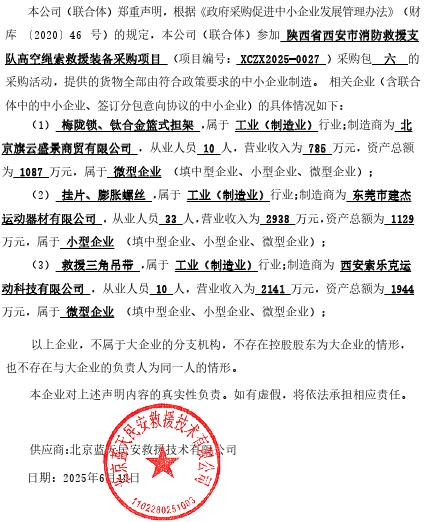 本公司（联合体）郑重声明，根据《政府采购促进中小企业发展管理办法》（财
库〔2020〕46 号）的规定，本公司（联合体）参加 陕西省西安市消防救援支
队高空绳索救援装备采购项目（项目编号：XCZX2025-0027）采购包 六 的
采购活动，提供的货物全部由符合政策要求的中小企业制造。 相关企业（含联合
体中的中小企业、签订分包意向协议的中小企业）的具体情况如下：
（1） 梅陇锁、钛合金篮式担架 ,属于 工业（制造业）行业;制造商为 北
京旗云盛景商贸有限公司 ，从业人员 10 人，营业收入为 785 万元，资产总额
为 1087 万元，属于 微型企业 （填中型企业、小型企业、微型企业）；
（2） 挂片、膨胀螺丝 ,属于 工业（制造业）行业;制造商为 东莞市建杰
运动器材有限公司 ，从业人员 33 人，营业收入为 2938 万元，资产总额为 1129
万元，属于 小型企业 （填中型企业、小型企业、微型企业）；
（3） 救援三角吊带 ,属于 工业（制造业）行业;制造商为 西安索乐克运
动科技有限公司 ，从业人员 10 人，营业收入为 2141 万元，资产总额为 1944
万元，属于 微型企业 （填中型企业、小型企业、微型企业）；
以上企业，不属于大企业的分支机构，不存在控股股东为大企业的情形，
也不存在与大企业的负责人为同一人的情形。
本企业对上述声明内容的真实性负责。如有虚假，将依法承担相应责任。
供应商:北京蓝天民安救援技术有限公司
日期：2025年6月18日
北京蓝天民安救援技术有限公司